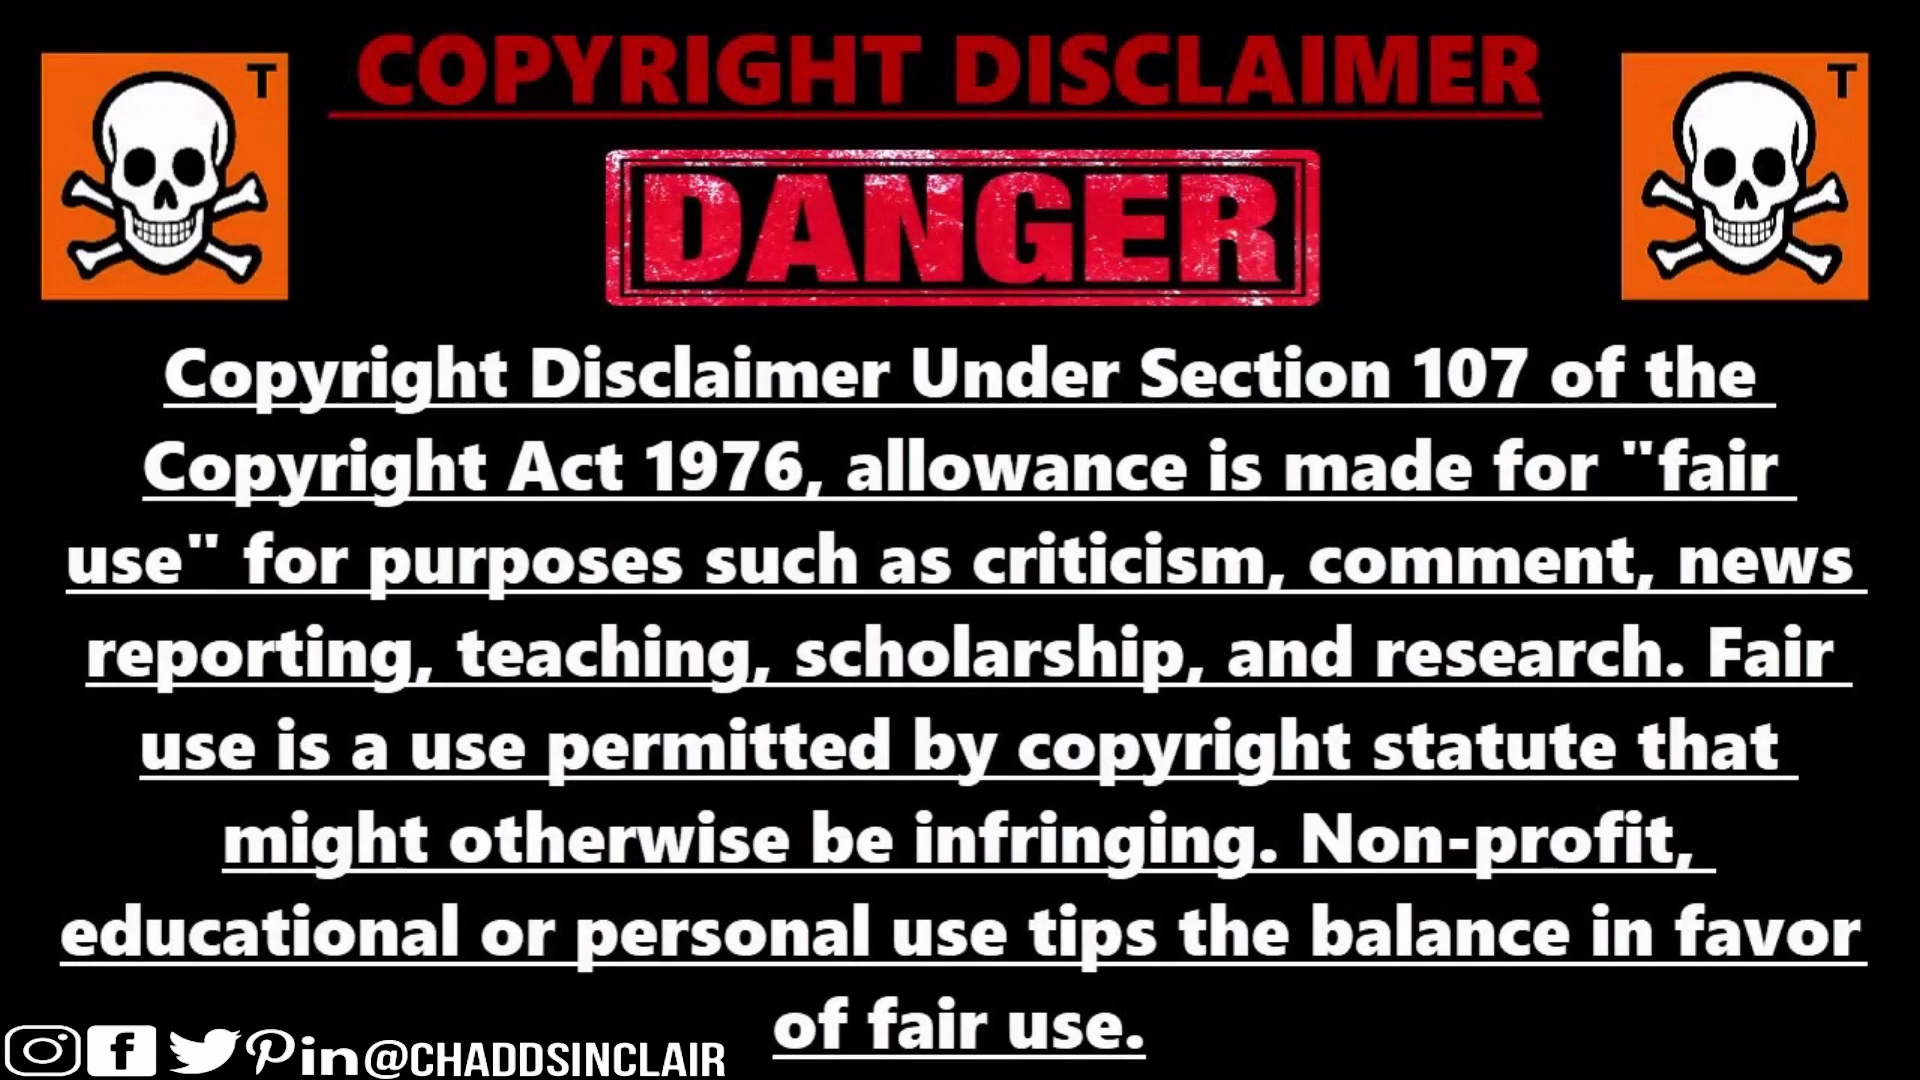 T
COPYRIGHT DISCLAIMER
T
DANGER
Copyright Disclaimer Under Section 107 of the
Copyright Act 1976, allowance is made for "fair
use" for purposes such as criticism, comment, news
reporting, teaching, scholarship, and research. Fair
use is a use permitted by copyright statute that
might otherwise be infringing. Non-profit,
educational or personal use tips the balance in favor
of fair use.
in@CHADDSINCLAIR